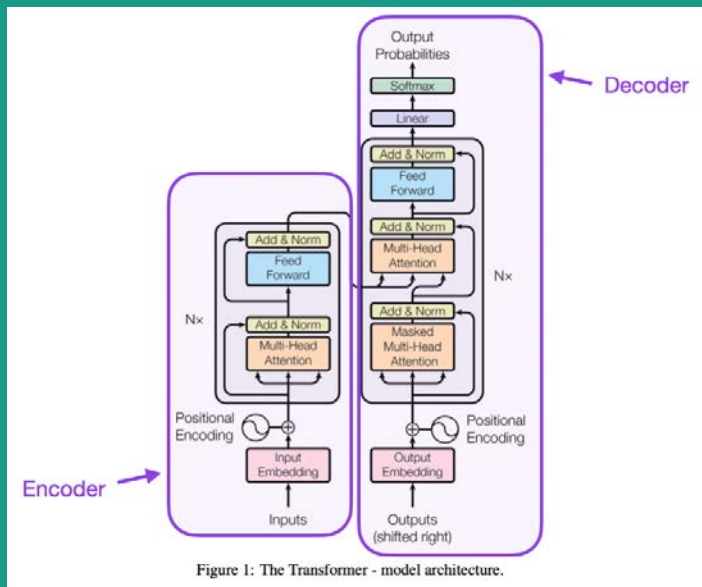 Output
Probabilities
Softmax
Linear
Add & Norm
Feed
Forward
Add & Norm
Multi-Head
Attention
Nx
Add & Norm
Masked
Multi-Head
Attention
Positional
Encoding
Output
Embedding
Outputs
(shifted right)
Decoder
Add & Norm
Feed
Forward
Nx
Add & Norm
Multi-Head
Attention
Positional
Encoding
Input
Embedding
Inputs
Encoder
Figure 1: The Transformer - model architecture.